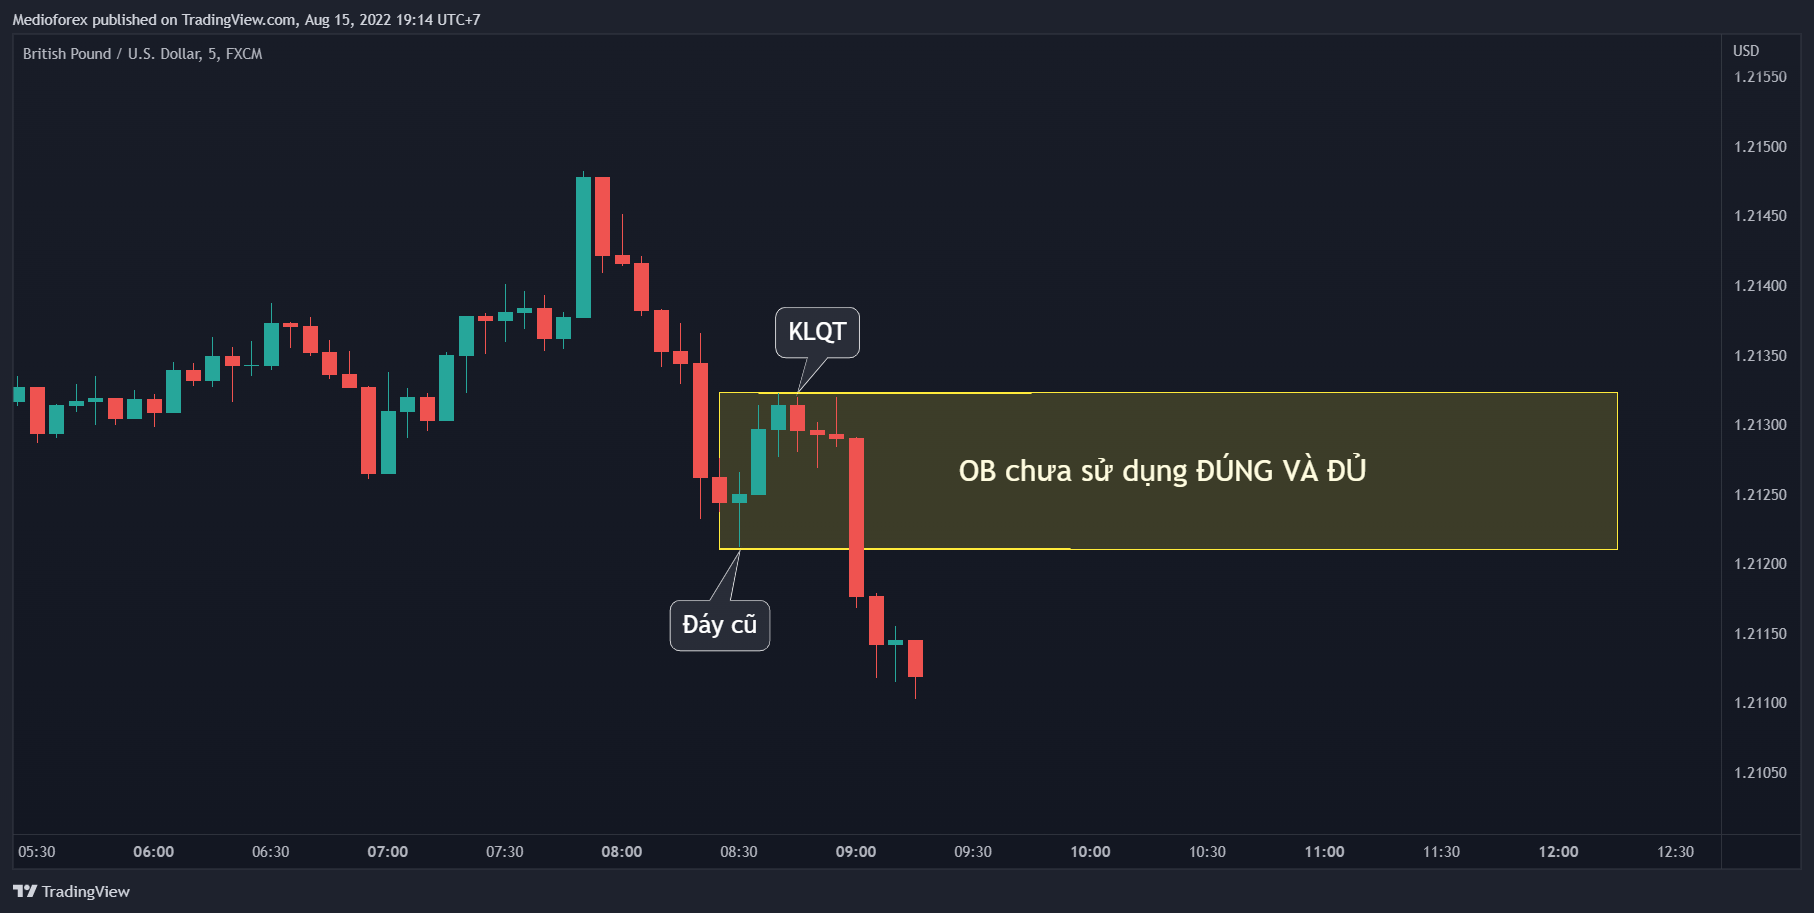 Medioforex published on TradingView.com, Aug 15, 2022 19:14 UTC+7
British Pound / U.S. Dollar, 5, FXCM
USD
1.21550
1.21500
1.21450
1.21400
KLQT
1.21350
1.21300
OB chưa sử dụng ĐÚNG VÀ ĐỦ
1.21250
1.21200
Đáy cũ
1.21150
1.21100
1.21050
05:30 06:00 06:30 07:00 07:30 08:00 08:30 09:00 09:30 10:00 10:30 11:00 11:30 12:00 12:30
TradingView